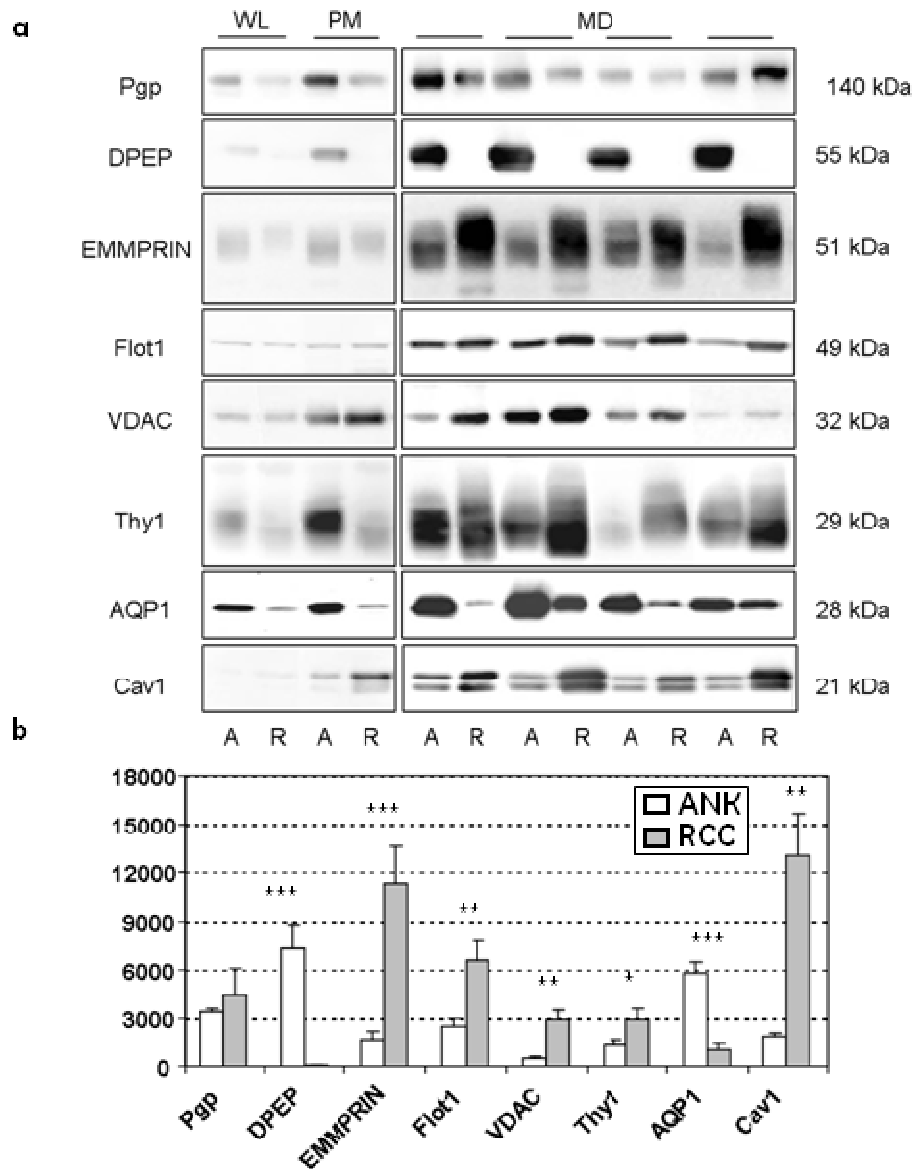 a
WL PM MD
Pgp 140 kDa
DPEP 55 kDa
EMMPRIN 51 kDa
Flot1 49 kDa
VDAC 32 kDa
Thy1 29 kDa
AQP1 28 kDa
Cav1 21 kDa
A R A R A R A R A R A R
b
18000
15000
12000
9000
6000
3000
0
ANK
RCC
+++
+++
++
++
+
+++
++
Pgp DPEP EMMPRIN Flot1 VDAC Thy1 AQP1 Cav1